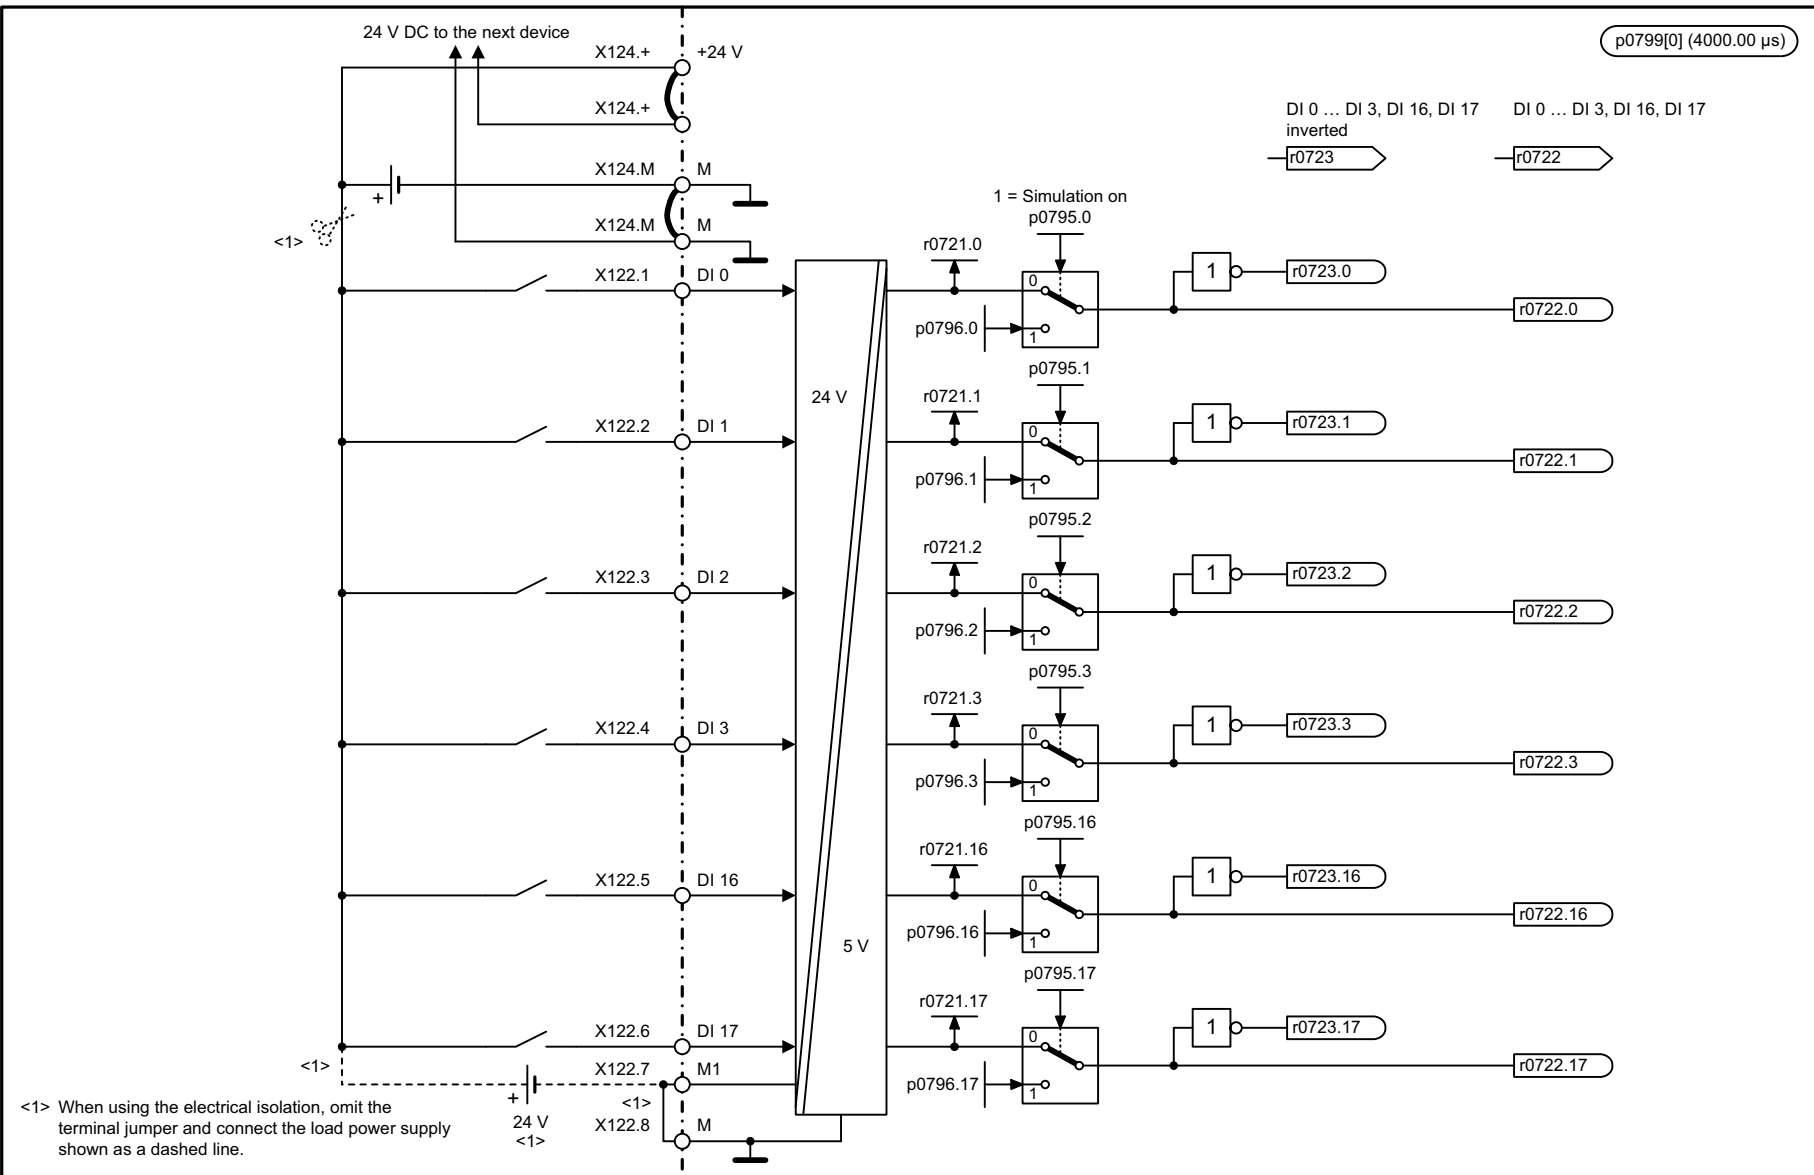 24 V DC to the next device
X124.+
+24 V
p0799[0] (4000.00 µs)
X124.+
DI 0 … DI 3, DI 16, DI 17
inverted
DI 0 … DI 3, DI 16, DI 17
r0723
r0722
X124.M
M
+
1 = Simulation on
p0795.0
<1>
X124.M
M
r0721.0
X122.1
DI 0
0
1
r0723.0
r0722.0
p0796.0
1
p0795.1
24 V
r0721.1
X122.2
DI 1
0
1
r0723.1
r0722.1
p0796.1
1
p0795.2
r0721.2
X122.3
DI 2
0
1
r0723.2
r0722.2
p0796.2
1
p0795.3
r0721.3
X122.4
DI 3
0
1
r0723.3
r0722.3
p0796.3
1
p0795.16
r0721.16
X122.5
DI 16
0
1
r0723.16
r0722.16
p0796.16
1
5 V
p0795.17
r0721.17
X122.6
DI 17
0
1
r0723.17
r0722.17
<1>
X122.7
M1
p0796.17
1
+
24 V
<1>
<1>
X122.8
M
<1> When using the electrical isolation, omit the
terminal jumper and connect the load power supply
shown as a dashed line.